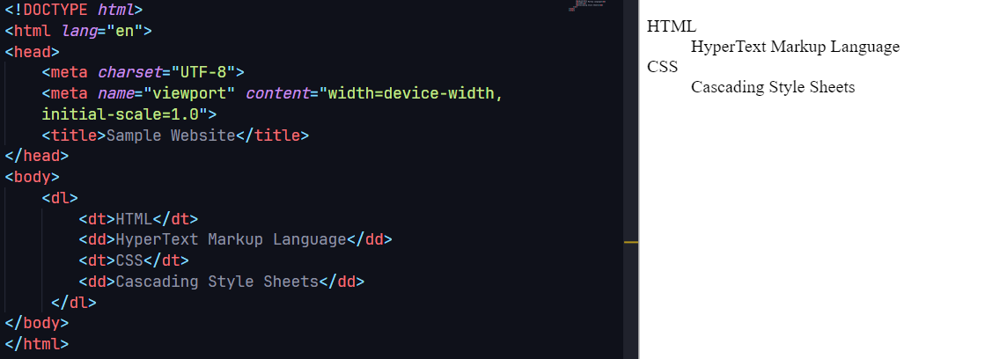 <!DOCTYPE html>
<html lang="en">
<head>
    <meta charset="UTF-8">
    <meta name="viewport" content="width=device-width,
    initial-scale=1.0">
    <title>Sample Website</title>
</head>
<body>
    <dl>
        <dt>HTML</dt>
        <dd>HyperText Markup Language</dd>
        <dt>CSS</dt>
        <dd>Cascading Style Sheets</dd>
     </dl>
</body>
</html>
HTML
HyperText Markup Language
CSS
Cascading Style Sheets